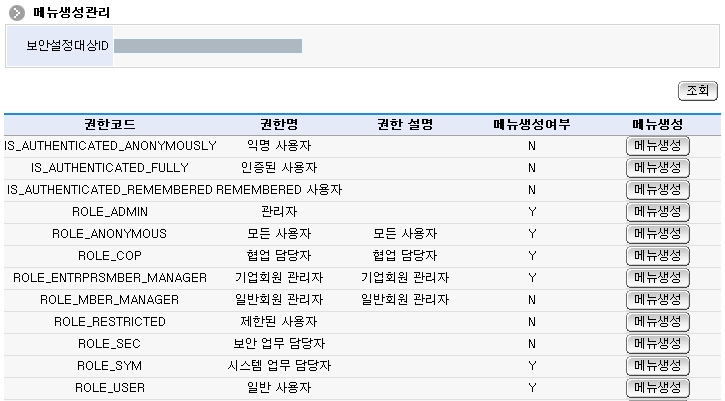 메뉴생성관리
보안설정대상ID
조회
권한코드 권한명 권한 설명 메뉴생성여부 메뉴생성
IS_AUTHENTICATED_ANONYMOUSLY 익명 사용자 N 메뉴생성
IS_AUTHENTICATED_FULLY 인증된 사용자 N 메뉴생성
IS_AUTHENTICATED_REMEMBERED REMEMBERED 사용자 N 메뉴생성
ROLE_ADMIN 관리자 Y 메뉴생성
ROLE_ANONYMOUS 모든 사용자 모든 사용자 Y 메뉴생성
ROLE_COP 협업 담당자 협업 담당자 Y 메뉴생성
ROLE_ENTRPRSMBER_MANAGER 기업회원 관리자 기업회원 관리자 Y 메뉴생성
ROLE_MBER_MANAGER 일반회원 관리자 일반회원 관리자 N 메뉴생성
ROLE_RESTRICTED 제한된 사용자 N 메뉴생성
ROLE_SEC 보안 업무 담당자 N 메뉴생성
ROLE_SYM 시스템 업무 담당자 Y 메뉴생성
ROLE_USER 일반 사용자 Y 메뉴생성